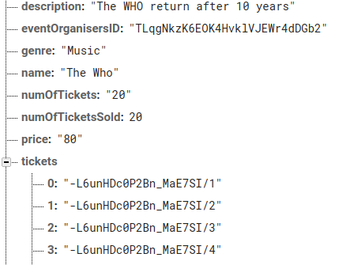 description: "The WHO return after 10 years"
eventOrganisersID: "TLqgNkzK6EOK4HvklVJEWr4dDGb2"
genre: "Music"
name: "The Who"
numOfTickets: "20"
numOfTicketsSold: 20
price: "80"
tickets
0: "-L6unHDc0P2Bn_MaE7SI/1"
1: "-L6unHDc0P2Bn_MaE7SI/2"
2: "-L6unHDc0P2Bn_MaE7SI/3"
3: "-L6unHDc0P2Bn_MaE7SI/4"